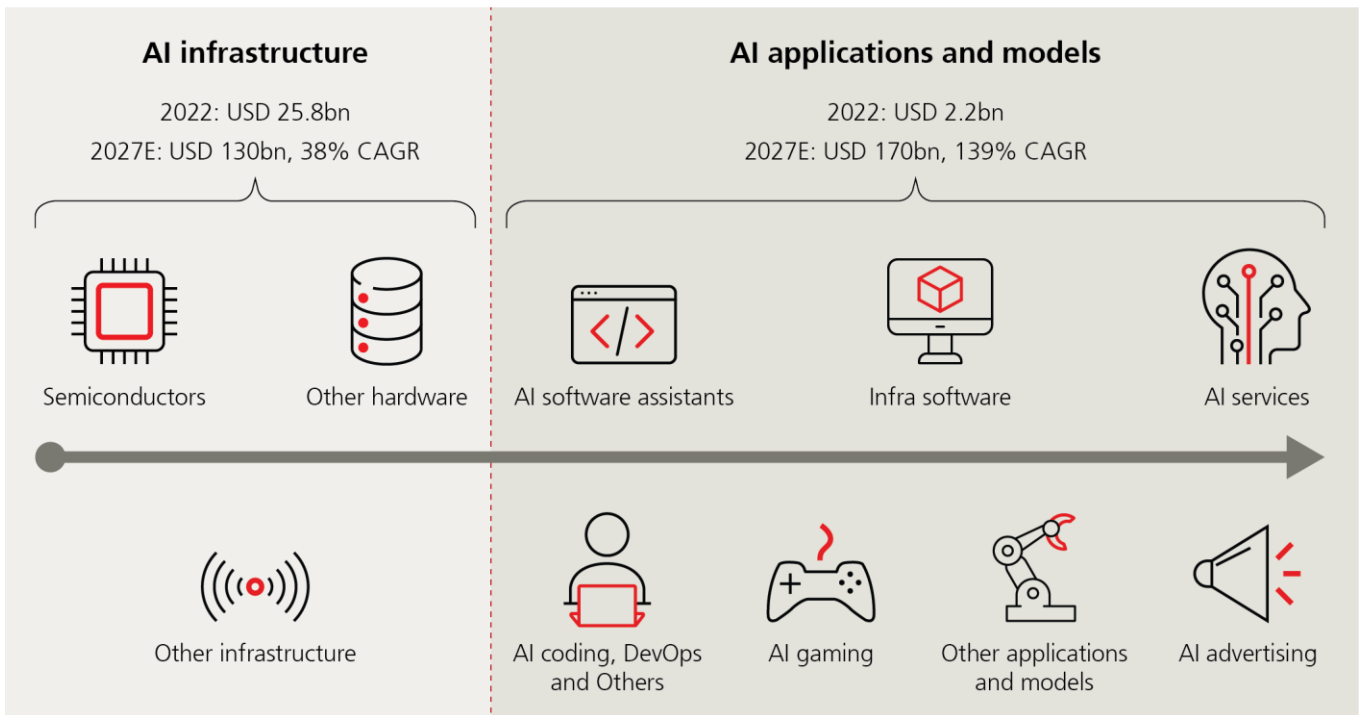 AI infrastructure
2022: USD 25.8bn
2027E: USD 130bn, 38% CAGR
Semiconductors
Other hardware
Other infrastructure
AI applications and models
2022: USD 2.2bn
2027E: USD 170bn, 139% CAGR
AI software assistants
Infra software
AI services
AI coding, DevOps
and Others
AI gaming
Other applications
and models
AI advertising